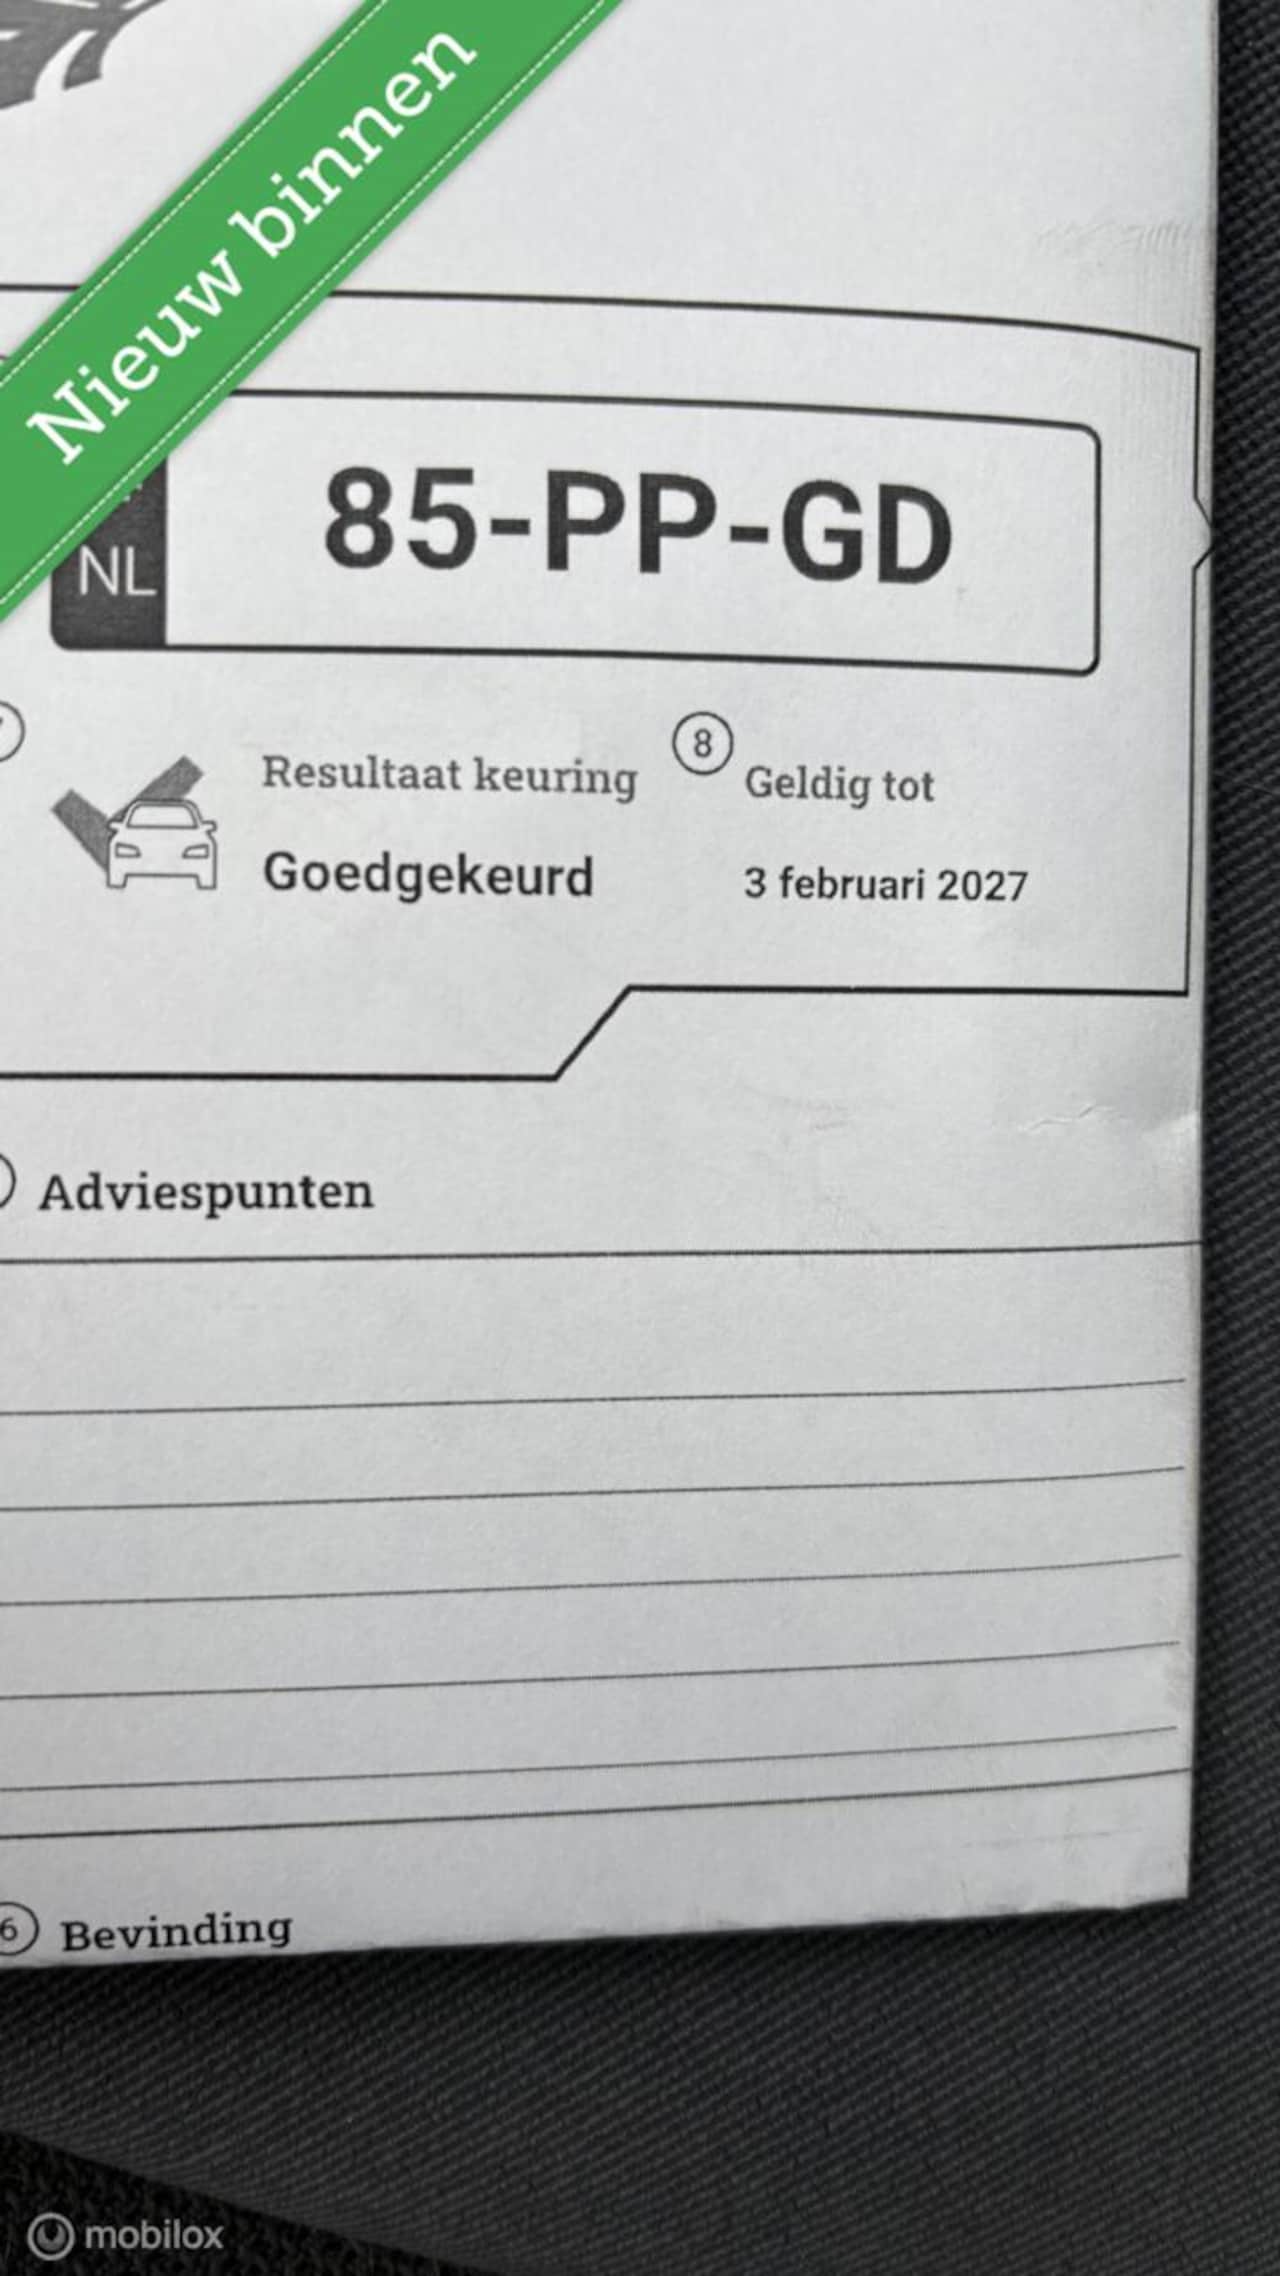 Nieuw binnen
NL
85-PP-GD
Resultaat keuring
Goedgekeurd
8
Geldig tot
3 februari 2027
Adviespunten
6 Bevinding
mobilox